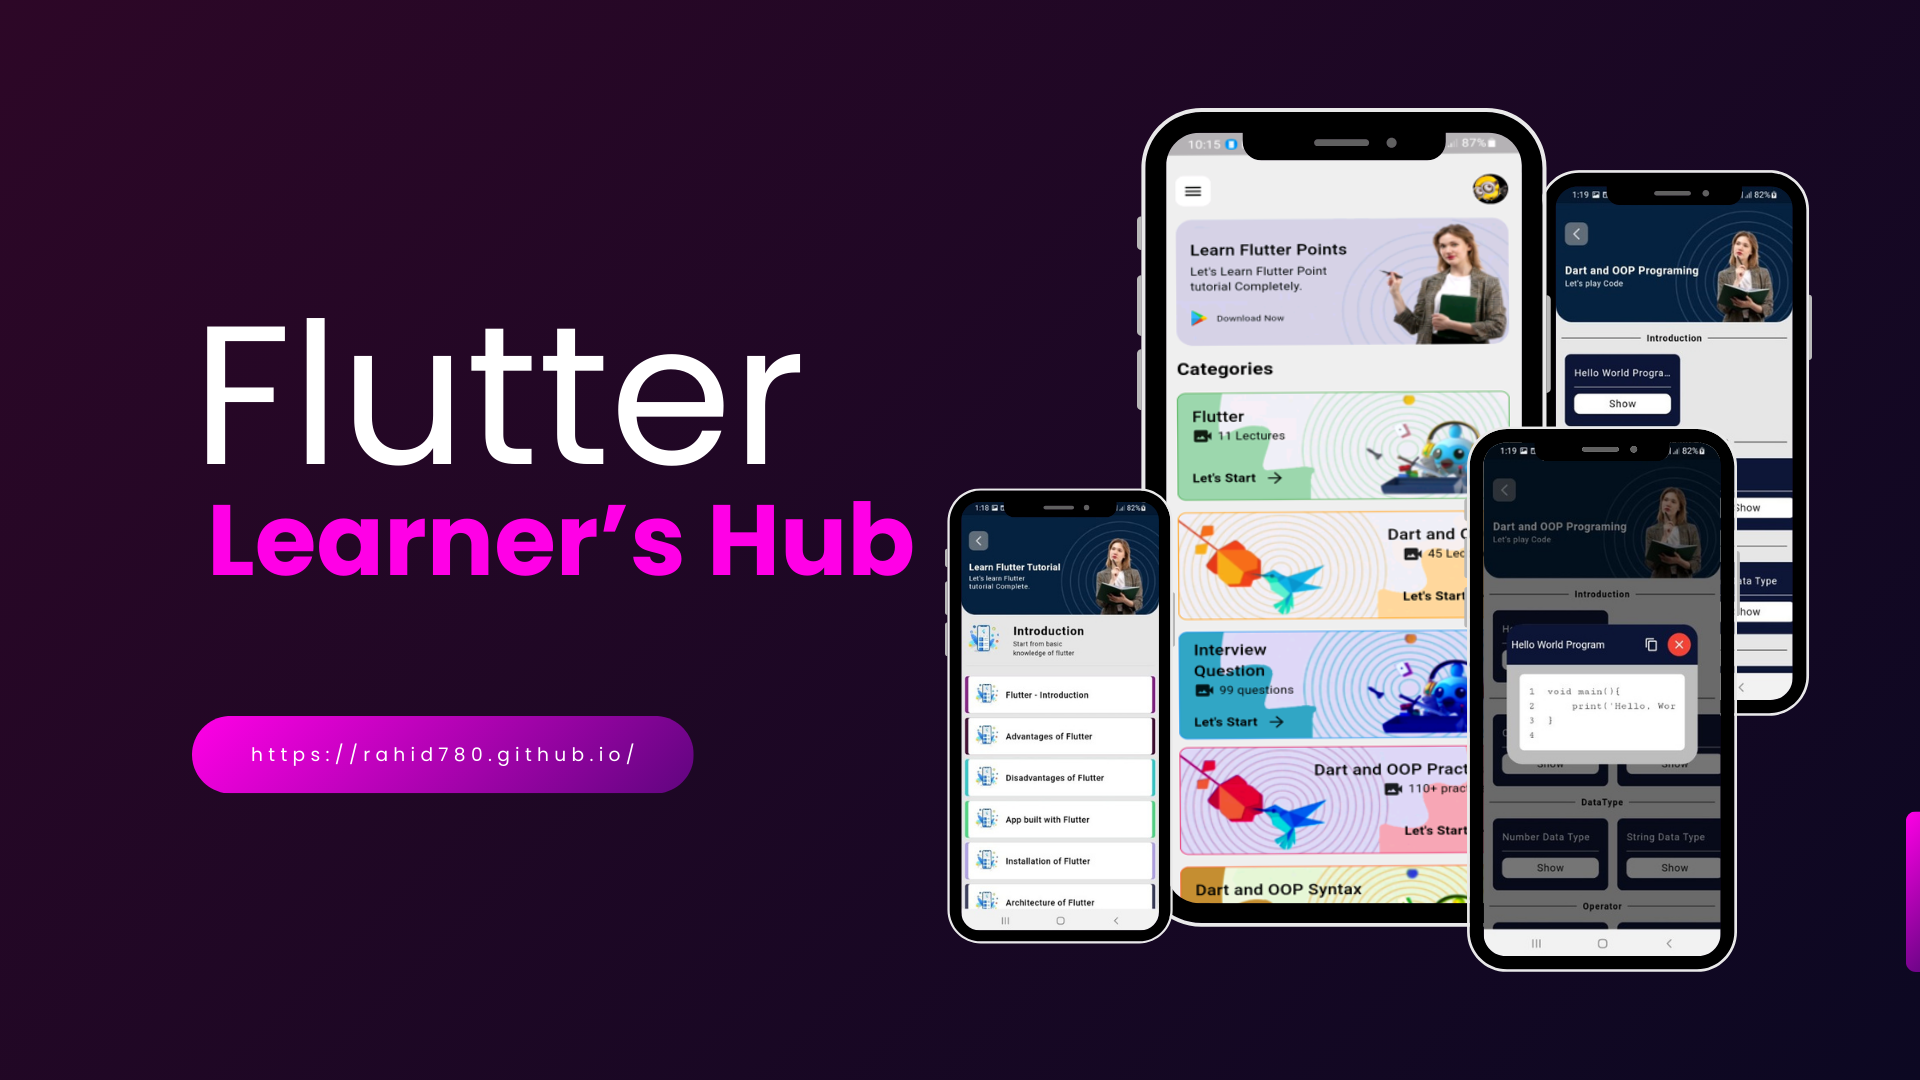 Flutter
Learner’s Hub
https://rahid780.github.io/
1:18
82%
Learn Flutter Tutorial
Let's learn Flutter
tutorial Complete.
Introduction
Start from basic
knowledge of flutter
Flutter - Introduction
Advantages of Flutter
Disadvantages of Flutter
App built with Flutter
Installation of Flutter
Architecture of Flutter
10:15
87%
Learn Flutter Points
Let's Learn Flutter Point
tutorial Completely.
Download Now
Categories
Flutter
11 Lectures
Let's Start
Dart and
45 Lec
Let's Start
Interview
Question
99 questions
Let's Start
Dart and OOP Pract
110+ prac
Let's Start
Dart and OOP Syntax
1:19
82%
Dart and OOP Programing
Let's play Code
Introduction
Hello World Progra...
Show
Show
ata Type
how
1:19
82%
Dart and OOP Programing
Let's play Code
Introduction
Hello World Program
1 void main(){
2 print('Hello, Wor
3 }
4
Show
Show
DataType
Number Data Type
String Data Type
Show
Show
Operator